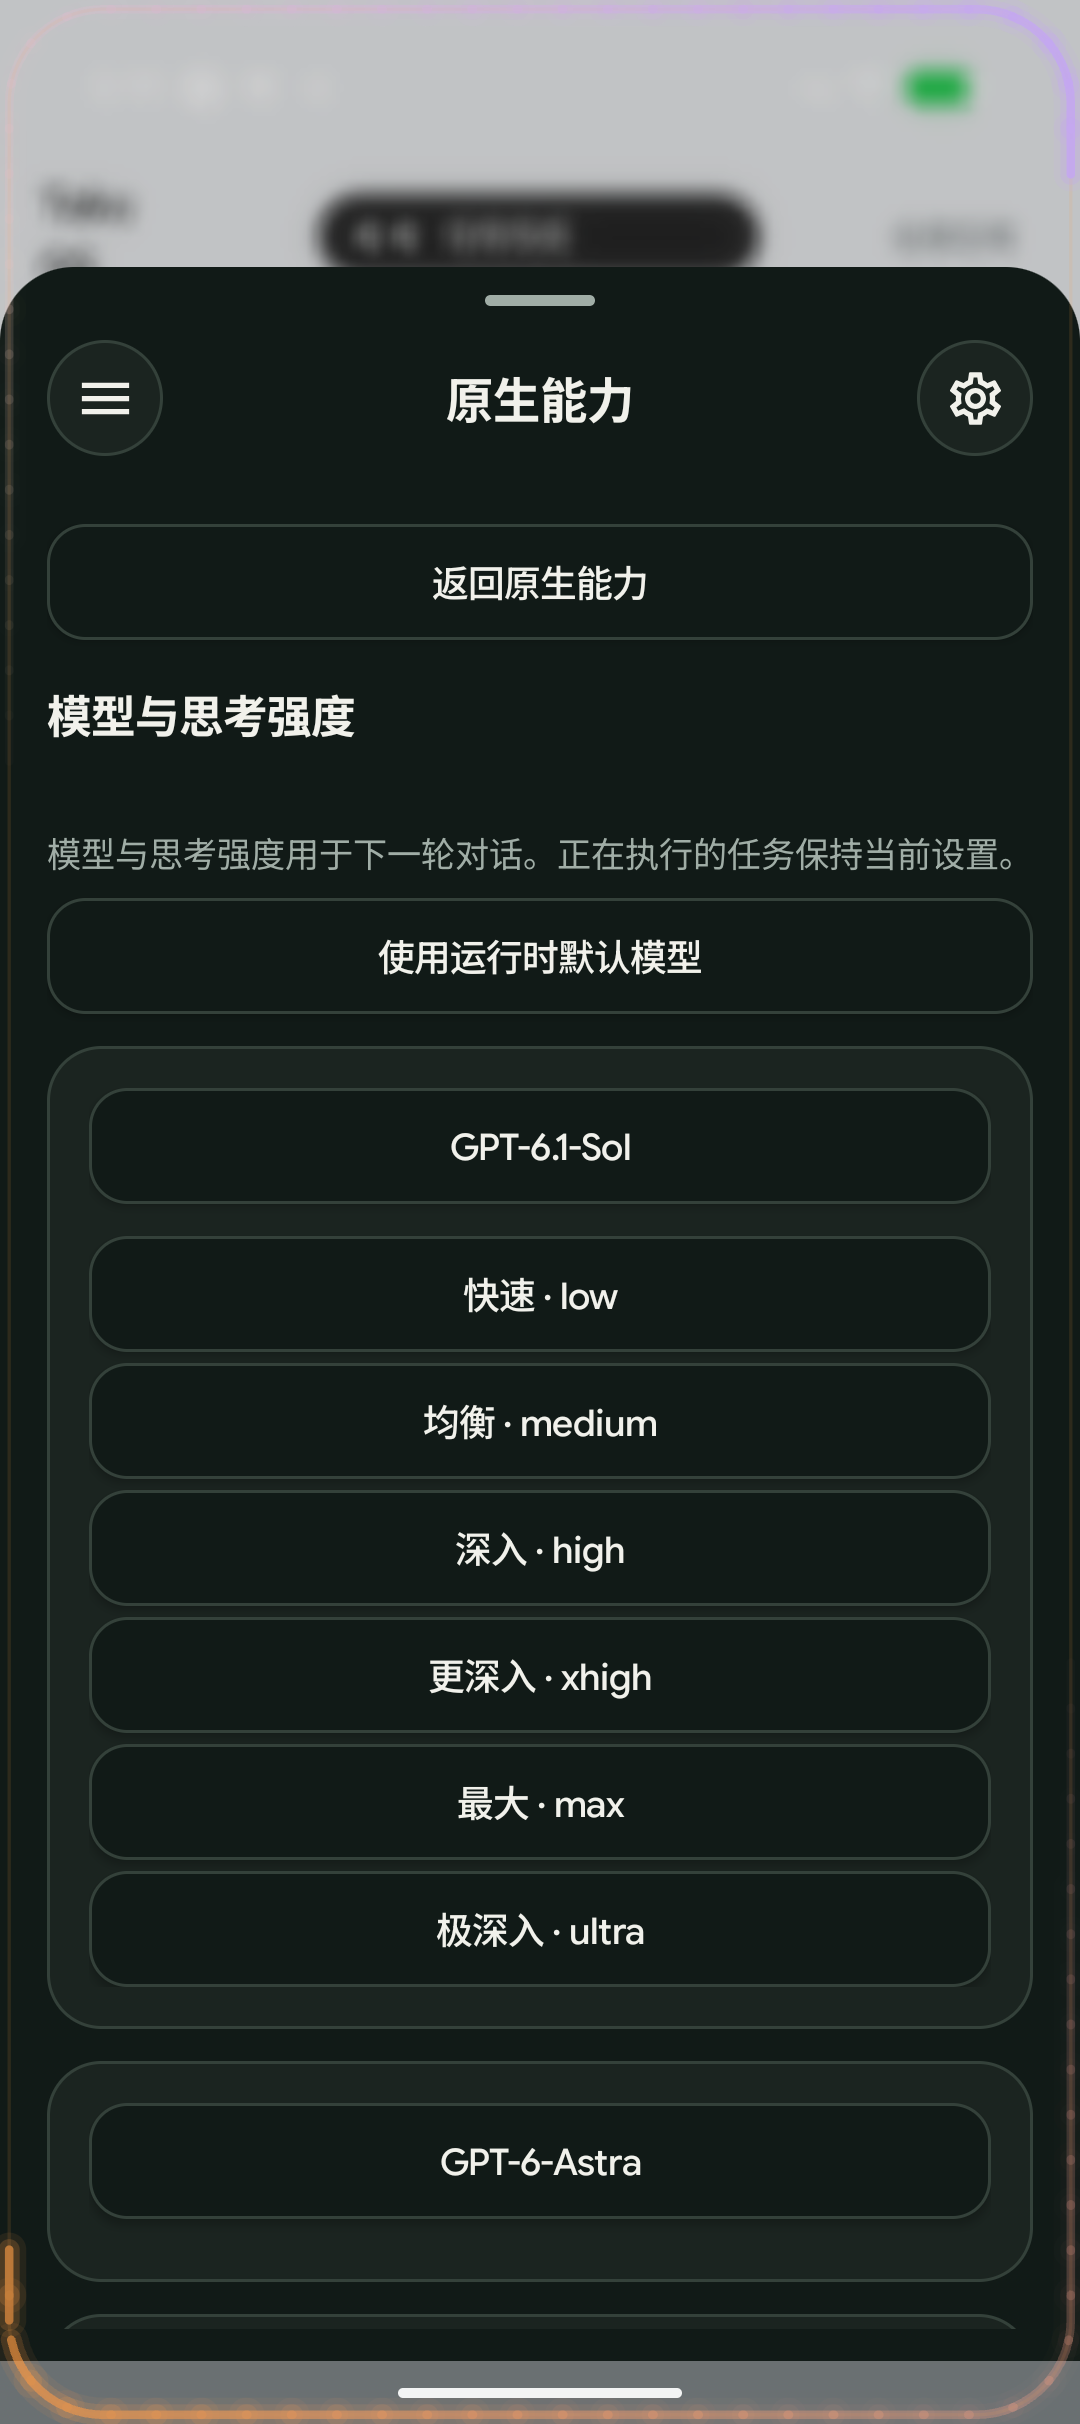 原生能力
返回原生能力
模型与思考强度
模型与思考强度用于下一轮对话。正在执行的任务保持当前设置。
使用运行时默认模型
GPT-6.1-Sol
快速 · low
均衡 · medium
深入 · high
更深入 · xhigh
最大 · max
极深入 · ultra
GPT-6-Astra